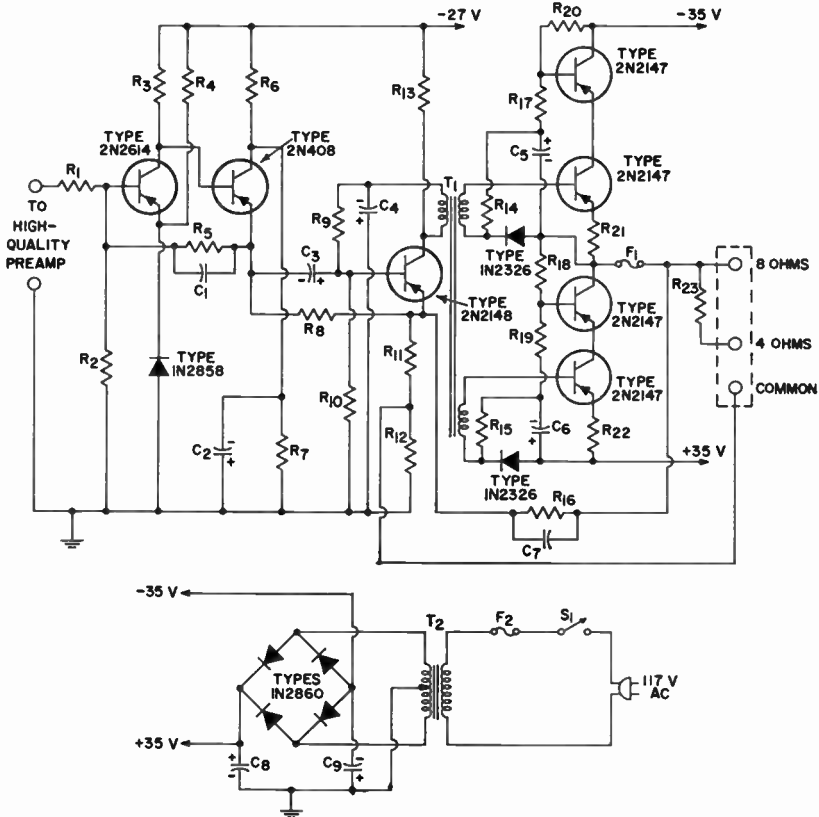 R20
-27 V
-35 V
TYPE
2N2147
R3
R4
R6
R13
R17
TYPE
2N2614
TYPE
2N408
C5
TYPE
2N2147
R1
T1
TO
HIGH-
QUALITY
PREAMP
R9
C4
R14
R21
R5
C3
TYPE
1N2326
F1
8 OHMS
C1
R18
R23
TYPE
2N2148
TYPE
2N2147
R8
R19
4 OHMS
R2
TYPE
1N2858
R11
TYPE
2N2147
COMMON
R10
R15
C6
R22
C2
R7
R12
+35 V
TYPE
1N2326
R16
C7
-35 V
T2
F2
S1
TYPES
1N2860
117 V
AC
+35 V
C8
C9